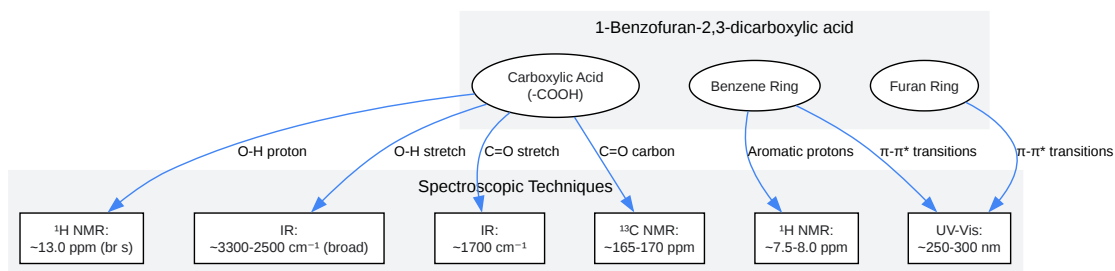 1-Benzofuran-2,3-dicarboxylic acid
Carboxylic Acid
(-COOH)
Benzene Ring
Furan Ring
O-H proton
O-H stretch
C=O stretch
C=O carbon
Aromatic protons
π-π* transitions
π-π* transitions
Spectroscopic Techniques
¹H NMR:
~13.0 ppm (br s)
IR:
~3300-2500 cm⁻¹ (broad)
IR:
~1700 cm⁻¹
¹³C NMR:
~165-170 ppm
¹H NMR:
~7.5-8.0 ppm
UV-Vis:
~250-300 nm